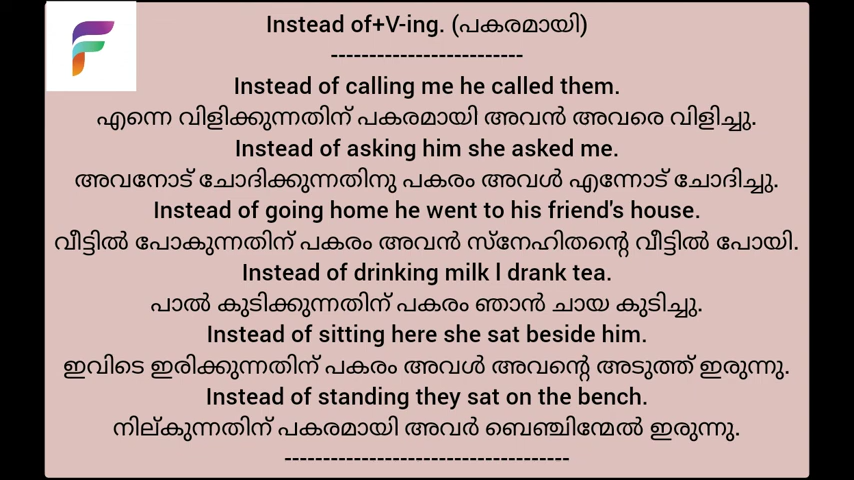 Instead of+V-ing. (പകരമായി)
-------------------------
Instead of calling me he called them.
എന്നെ വിളിക്കുന്നതിന് പകരമായി അവൻ അവരെ വിളിച്ചു.
Instead of asking him she asked me.
അവനോട് ചോദിക്കുന്നതിനു പകരം അവൾ എന്നോട് ചോദിച്ചു.
Instead of going home he went to his friend's house.
വീട്ടിൽ പോകുന്നതിന് പകരം അവൻ സ്നേഹിതന്റെ വീട്ടിൽ പോയി.
Instead of drinking milk I drank tea.
പാൽ കുടിക്കുന്നതിന് പകരം ഞാൻ ചായ കുടിച്ചു.
Instead of sitting here she sat beside him.
ഇവിടെ ഇരിക്കുന്നതിന് പകരം അവൾ അവന്റെ അടുത്ത് ഇരുന്നു.
Instead of standing they sat on the bench.
നില്കുന്നതിന് പകരമായി അവർ ബെഞ്ചിന്മേൽ ഇരുന്നു.
-------------------------------------